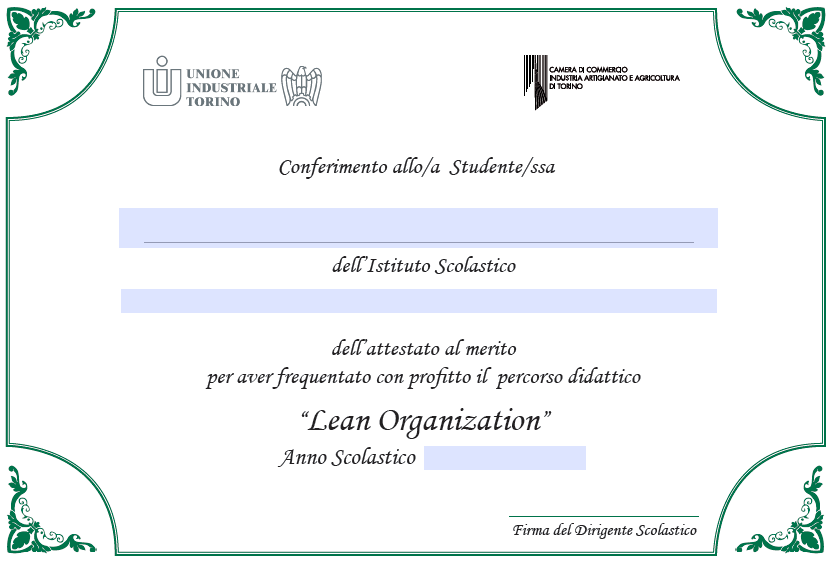 UNIONE
INDUSTRIALE
TORINO
CAMERA DI COMMERCIO
INDUSTRIA ARTIGIANATO E AGRICOLTURA
DI TORINO
Conferimento allo/a Studente/ssa
dell'Istituto Scolastico
dell'attestato al merito
per aver frequentato con profitto il percorso didattico
“Lean Organization”
Anno Scolastico
Firma del Dirigente Scolastico